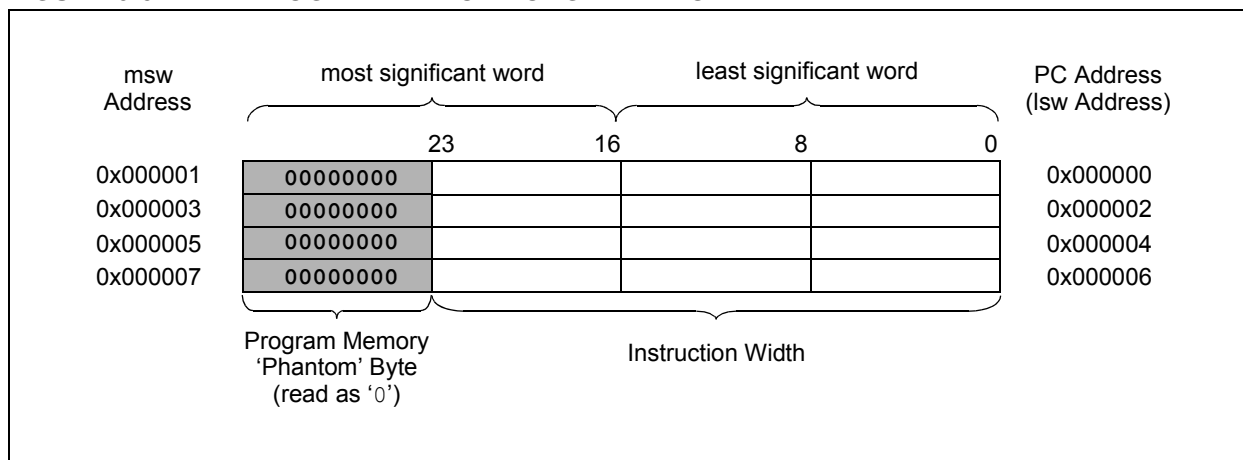 msw
Address
most significant word
least significant word
PC Address
(lsw Address)
23
16
8
0
0x000001
00000000
0x000000
0x000003
00000000
0x000002
0x000005
00000000
0x000004
0x000007
00000000
0x000006
Program Memory
‘Phantom’ Byte
(read as ‘0’)
Instruction Width